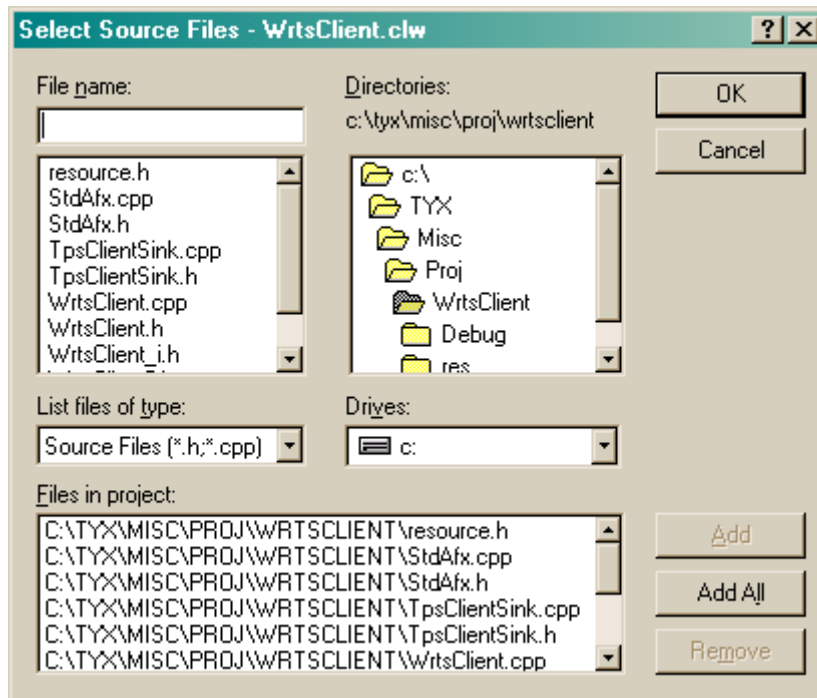 Select Source Files - WrtsClient.clw
File name:
resource.h
StdAfx.cpp
StdAfx.h
TpsClientSink.cpp
TpsClientSink.h
WrtsClient.cpp
WrtsClient.h
WrtsClient_i.h
Directories:
c:\tyx\misc\proj\wrtsclient
c:\
TYX
Misc
Proj
WrtsClient
Debug
res
OK
Cancel
List files of type:
Source Files (*.h;*.cpp)
Drives:
c:
Files in project:
C:\TYX\MISC\PROJ\WRTSCLIENT\resource.h
C:\TYX\MISC\PROJ\WRTSCLIENT\StdAfx.cpp
C:\TYX\MISC\PROJ\WRTSCLIENT\StdAfx.h
C:\TYX\MISC\PROJ\WRTSCLIENT\TpsClientSink.cpp
C:\TYX\MISC\PROJ\WRTSCLIENT\TpsClientSink.h
C:\TYX\MISC\PROJ\WRTSCLIENT\WrtsClient.cpp
Add
Add All
Remove